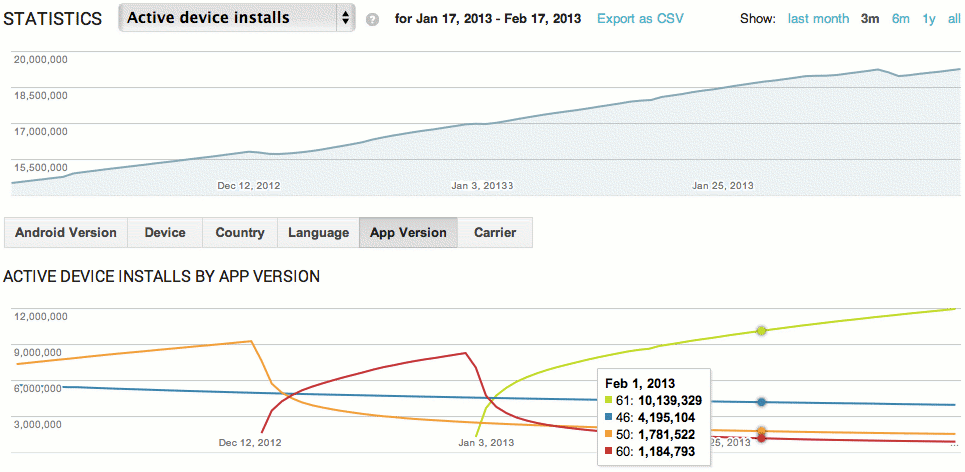 STATISTICS Active device installs ? for Jan 17, 2013 - Feb 17, 2013 Export as CSV Show: last month 3m 6m 1y all
20,000,000
18,500,000
17,000,000
15,500,000
Dec 12, 2012 Jan 3, 20133 Jan 25, 2013
Android Version Device Country Language App Version Carrier
ACTIVE DEVICE INSTALLS BY APP VERSION
12,000,000
9,000,000
6,000,000
3,000,000
Dec 12, 2012 Jan 3, 2013 25, 2013 ...
Feb 1, 2013
61: 10,139,329
46: 4,195,104
50: 1,781,522
60: 1,184,793